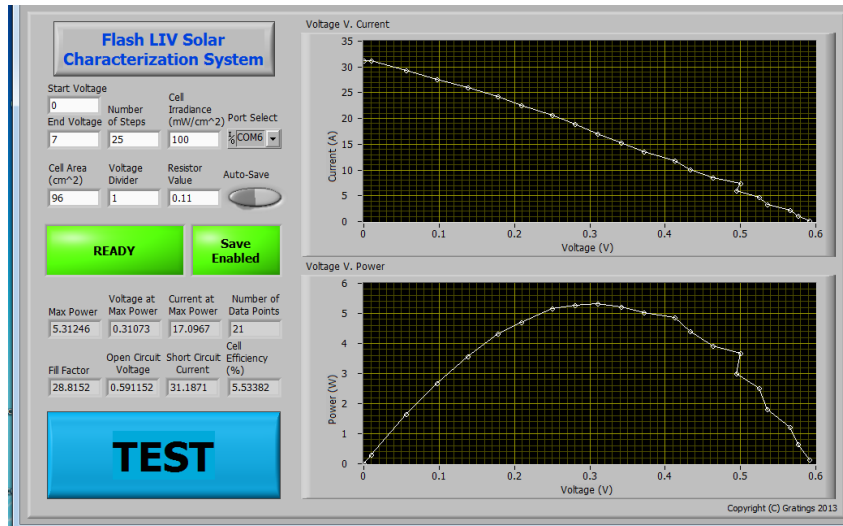 Flash LIV Solar
Characterization System
Start Voltage
0
End Voltage
7
Number
of Steps
25
Cell
Irradiance
(mW/cm^2)
100
Port Select
COM6
Cell Area
(cm^2)
96
Voltage
Divider
1
Resistor
Value
0.11
Auto-Save
READY
Save
Enabled
Max Power
5.31246
Voltage at
Max Power
0.31073
Current at
Max Power
17.0967
Number of
Data Points
21
Fill Factor
28.8152
Open Circuit
Voltage
0.591152
Short Circuit
Current
31.1871
Cell
Efficiency
(%)
5.53382
TEST
Voltage V. Current
Current (A)
35
30
25
20
15
10
5
0
0 0.1 0.2 0.3 0.4 0.5 0.6
Voltage (V)
Voltage V. Power
Power (W)
6
5
4
3
2
1
0
0 0.1 0.2 0.3 0.4 0.5 0.6
Voltage (V)
Copyright (C) Gratings 2013